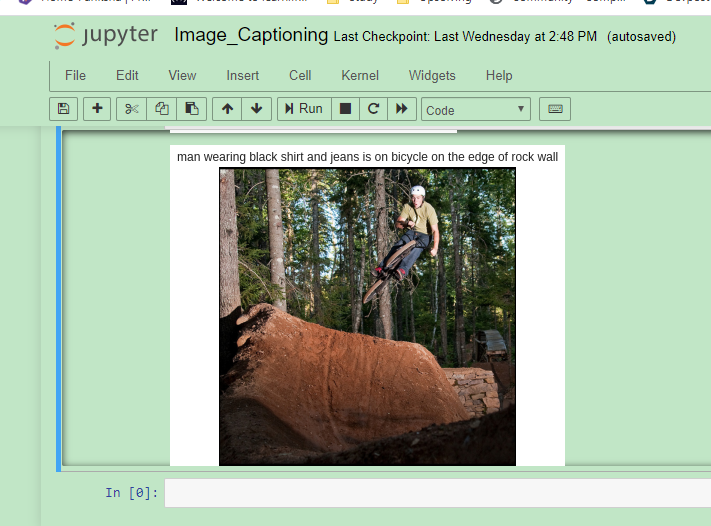 jupyter Image_Captioning Last Checkpoint: Last Wednesday at 2:48 PM (autosaved)
File Edit View Insert Cell Kernel Widgets Help
Run Code
man wearing black shirt and jeans is on bicycle on the edge of rock wall
In [0]: